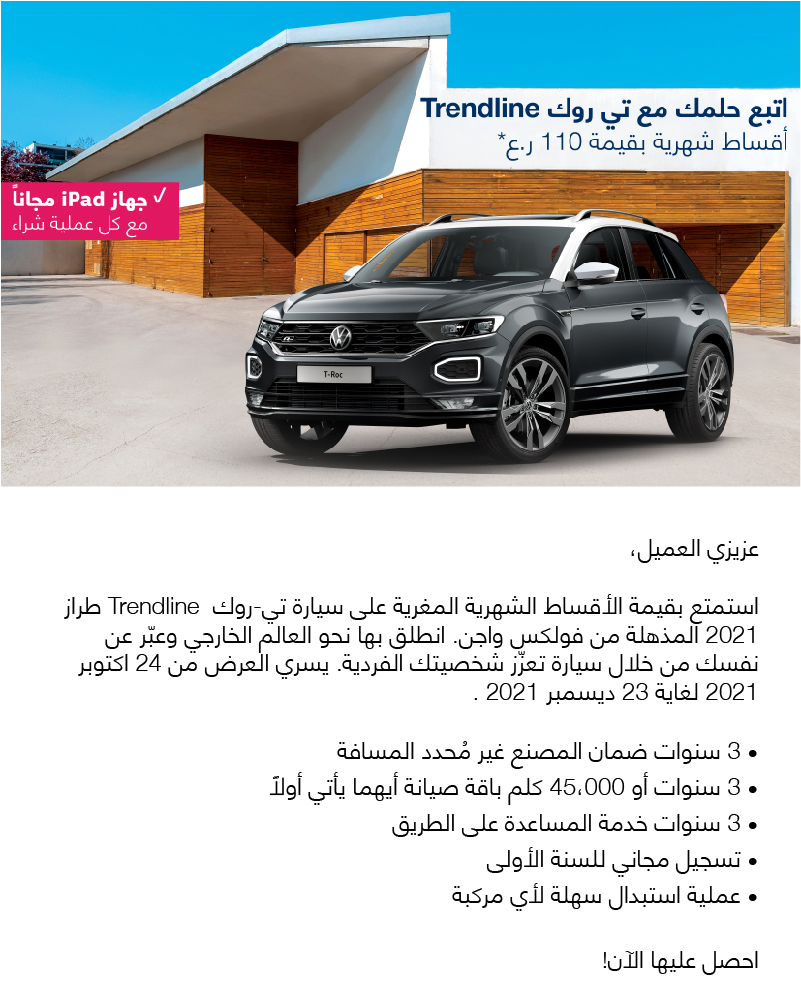 اتبع حلمك مع تي روك Trendline
أقساط شهرية بقيمة 110 ر.ع*
✓ جهاز iPad مجاناً
مع كل عملية شراء
T-Roc
عزيزي العميل،
استمتع بقيمة الأقساط الشهرية المغرية على سيارة تي-روك Trendline طراز
2021 المذهلة من فولكس واجن. انطلق بها نحو العالم الخارجي وعبّر عن
نفسك من خلال سيارة تعزّز شخصيتك الفردية. يسري العرض من 24 اكتوبر
2021 لغاية 23 ديسمبر 2021 .
• 3 سنوات ضمان المصنع غير مُحدد المسافة
• 3 سنوات أو 45،000 كلم باقة صيانة أيهما يأتي أولاً
• 3 سنوات خدمة المساعدة على الطريق
• تسجيل مجاني للسنة الأولى
• عملية استبدال سهلة لأي مركبة
احصل عليها الآن!